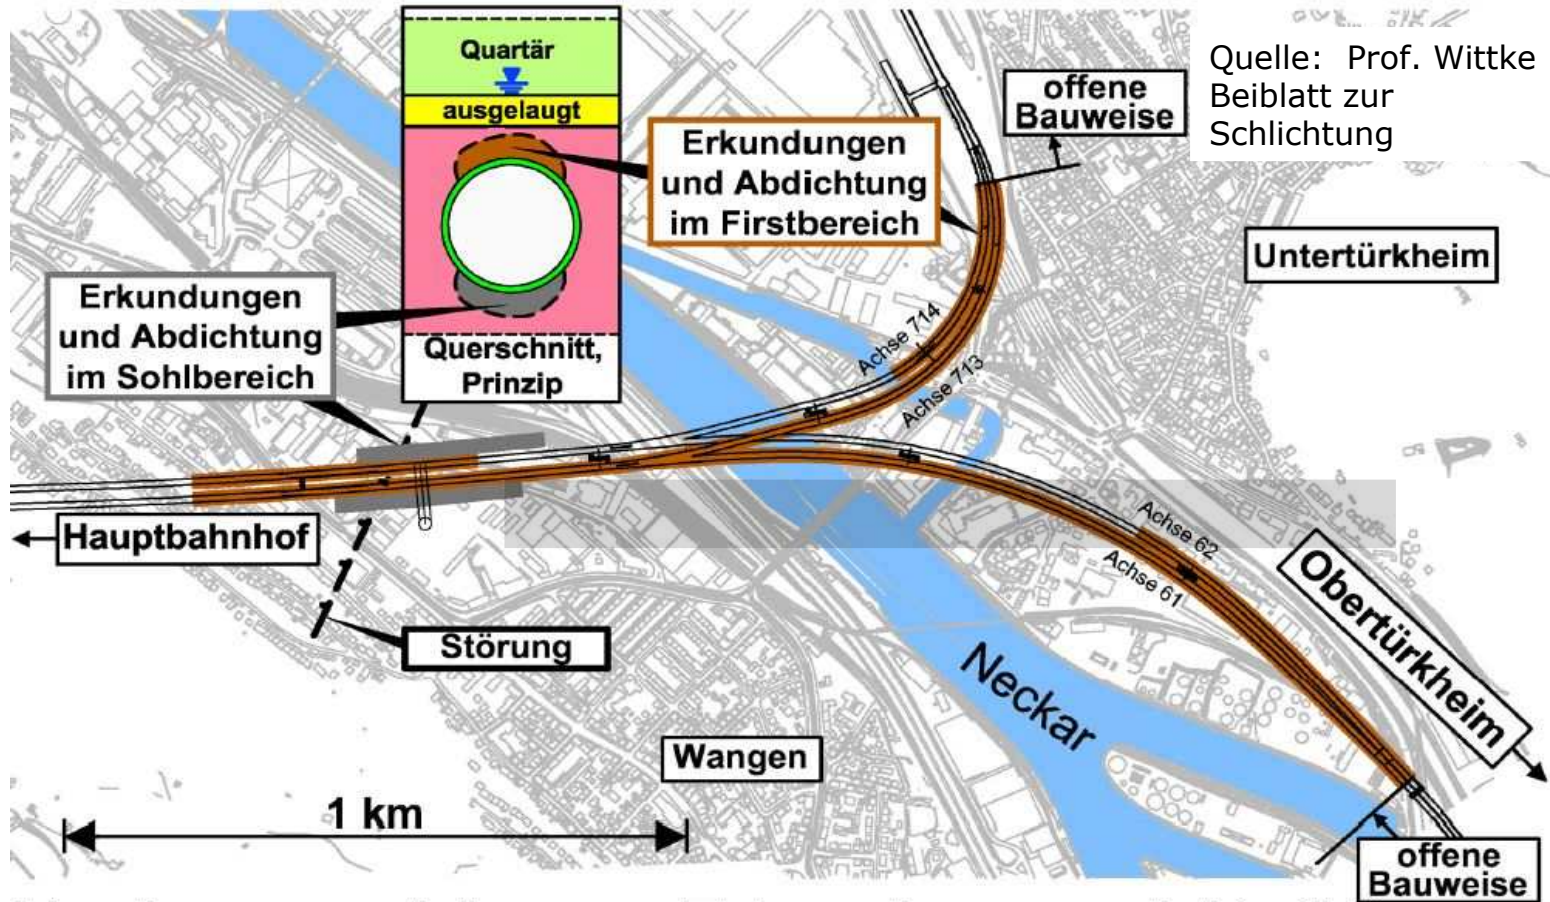 Quartär
ausgelaugt
Querschnitt,
Prinzip
Quelle: Prof. Wittke
Beiblatt zur
Schlichtung
offene
Bauweise
Erkundungen
und Abdichtung
im Firstbereich
Untertürkheim
Erkundungen
und Abdichtung
im Sohlbereich
Achse 714
Achse 713
Hauptbahnhof
Achse 62
Achse 61
Obertürkheim
Störung
Neckar
Wangen
1 km
offene
Bauweise